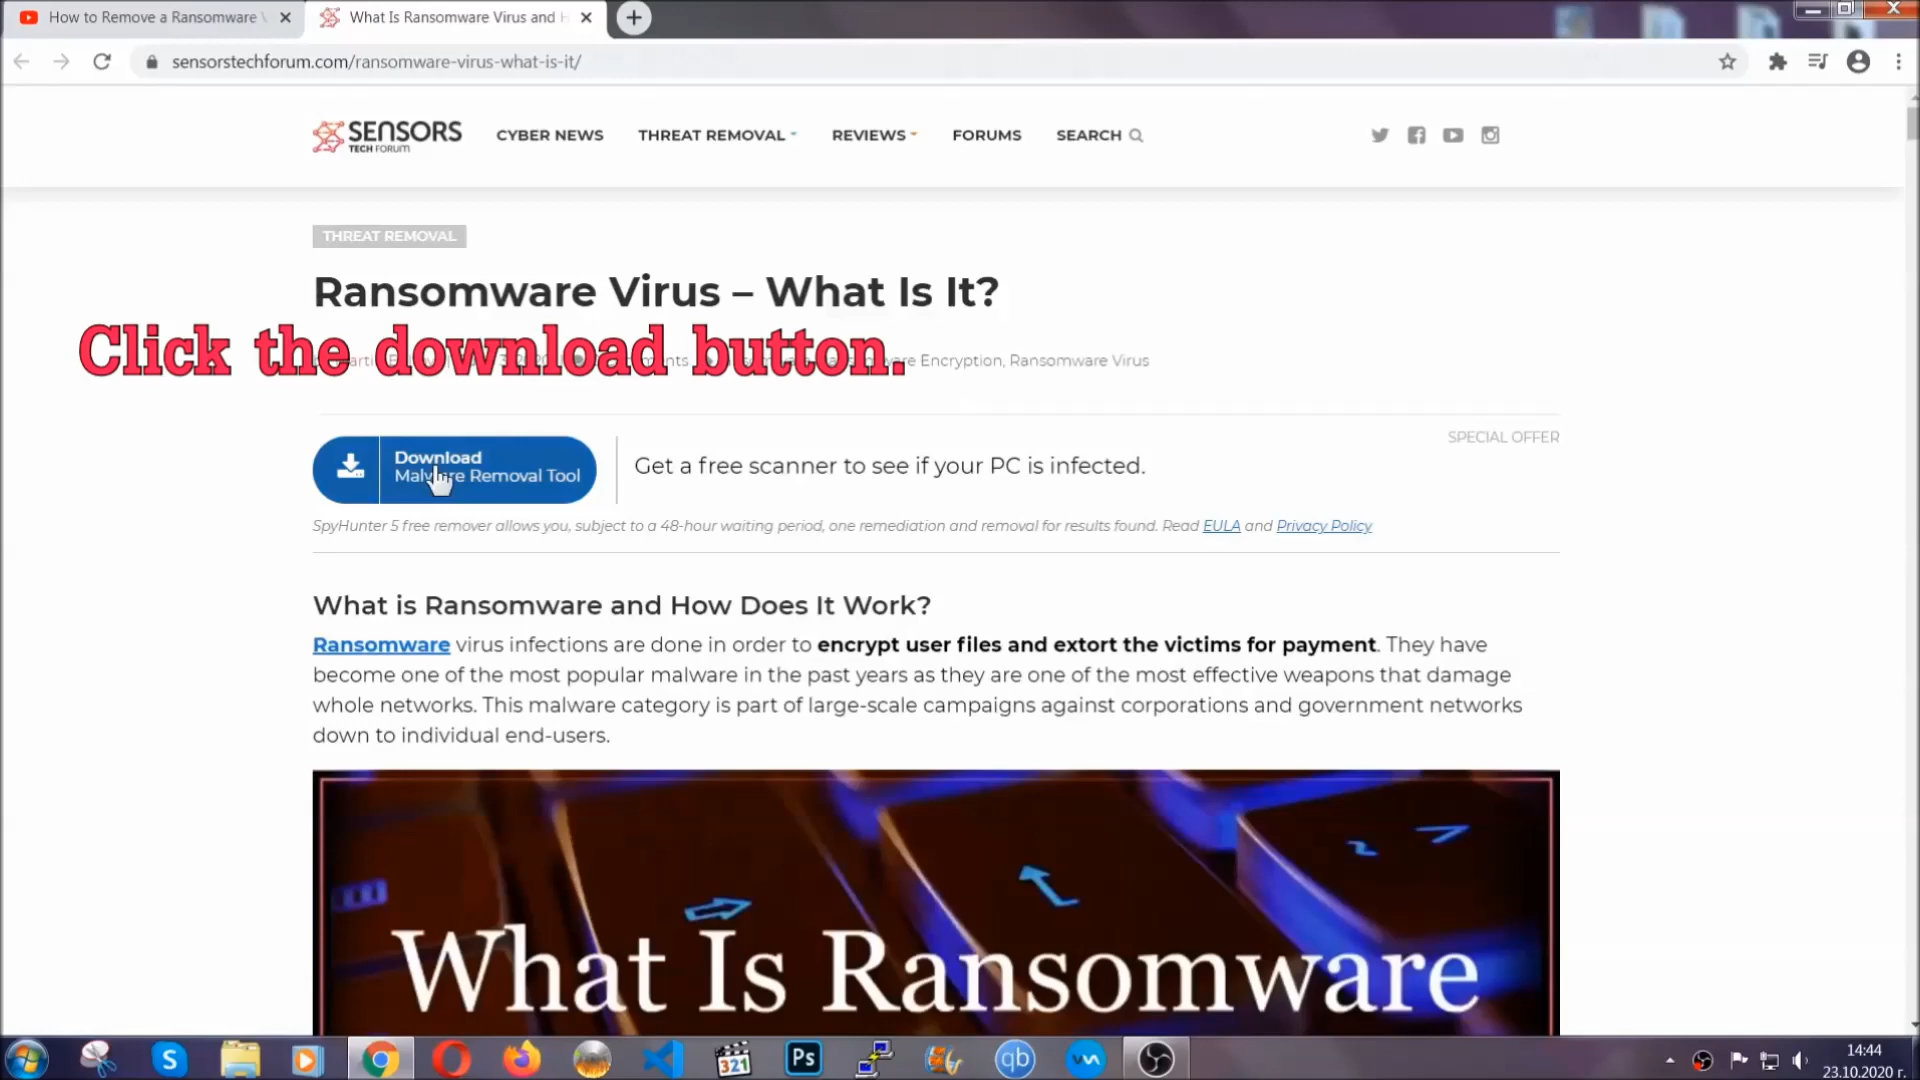 How to Remove a Ransomware
What Is Ransomware Virus and
sensorstechforum.com/ransomware-virus-what-is-it/
SENSORS
TECH FORUM
CYBER NEWS
THREAT REMOVAL
REVIEWS
FORUMS
SEARCH
THREAT REMOVAL
Ransomware Virus – What Is It?
Click the download button.
Encryption, Ransomware Virus
SPECIAL OFFER
Download
Malware Removal Tool
Get a free scanner to see if your PC is infected.
SpyHunter 5 free remover allows you, subject to a 48-hour waiting period, one remediation and removal for results found. Read EULA and Privacy Policy
What is Ransomware and How Does It Work?
Ransomware virus infections are done in order to encrypt user files and extort the victims for payment. They have
become one of the most popular malware in the past years as they are one of the most effective weapons that damage
whole networks. This malware category is part of large-scale campaigns against corporations and government networks
down to individual end-users.
What Is Ransomware
S
321
Ps
qb
14:44
23.10.2020 г.